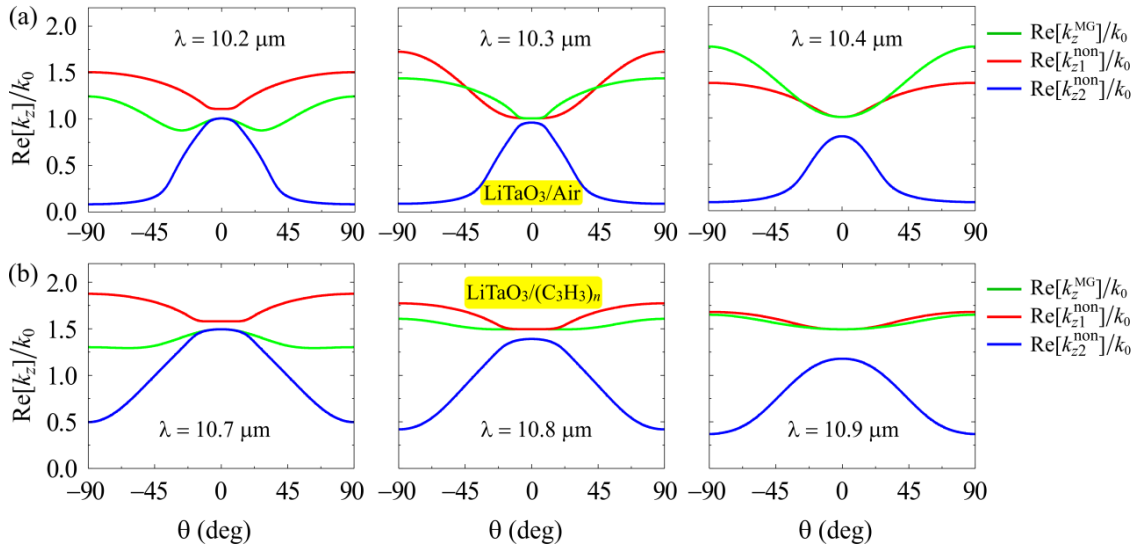 (a)
Re[k_z]/k_0
2.0
1.5
1.0
0.5
0.0
λ = 10.2 μm
−90 −45 0 45 90
λ = 10.3 μm
LiTaO₃/Air
−90 −45 0 45 90
λ = 10.4 μm
−90 −45 0 45 90
Re[k_z^MG]/k_0
Re[k_z1^non]/k_0
Re[k_z2^non]/k_0
(b)
Re[k_z]/k_0
2.0
1.5
1.0
0.5
0.0
λ = 10.7 μm
−90 −45 0 45 90
θ (deg)
LiTaO₃/(C₃H₃)ₙ
λ = 10.8 μm
−90 −45 0 45 90
θ (deg)
λ = 10.9 μm
−90 −45 0 45 90
θ (deg)
Re[k_z^MG]/k_0
Re[k_z1^non]/k_0
Re[k_z2^non]/k_0